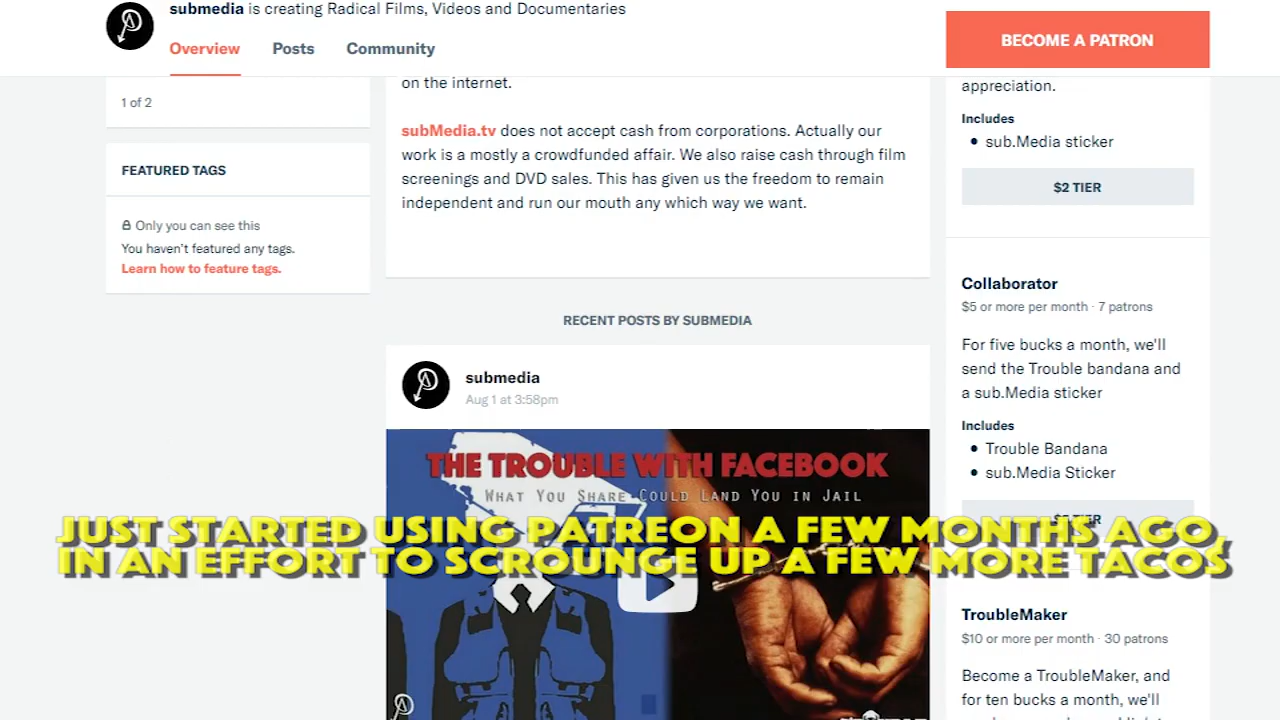 submedia is creating Radical Films, Videos and Documentaries
Overview
Posts
Community
BECOME A PATRON
1 of 2
FEATURED TAGS
Only you can see this
You haven't featured any tags.
Learn how to feature tags.
on the internet.
subMedia.tv does not accept cash from corporations. Actually our
work is a mostly a crowdfunded affair. We also raise cash through film
screenings and DVD sales. This has given us the freedom to remain
independent and run our mouth any which way we want.
RECENT POSTS BY SUBMEDIA
submedia
Aug 1 at 3:58pm
THE TROUBLE WITH FACEBOOK
WHAT YOU SHARE COULD LAND YOU IN JAIL
JUST STARTED USING PATREON A FEW MONTHS AGO,
IN AN EFFORT TO SCROUNGE UP A FEW MORE TACOS
appreciation.
Includes
• sub.Media sticker
$2 TIER
Collaborator
$5 or more per month · 7 patrons
For five bucks a month, we'll
send the Trouble bandana and
a sub.Media sticker
Includes
• Trouble Bandana
• sub.Media Sticker
TroubleMaker
$10 or more per month · 30 patrons
Become a TroubleMaker, and
for ten bucks a month, we'll